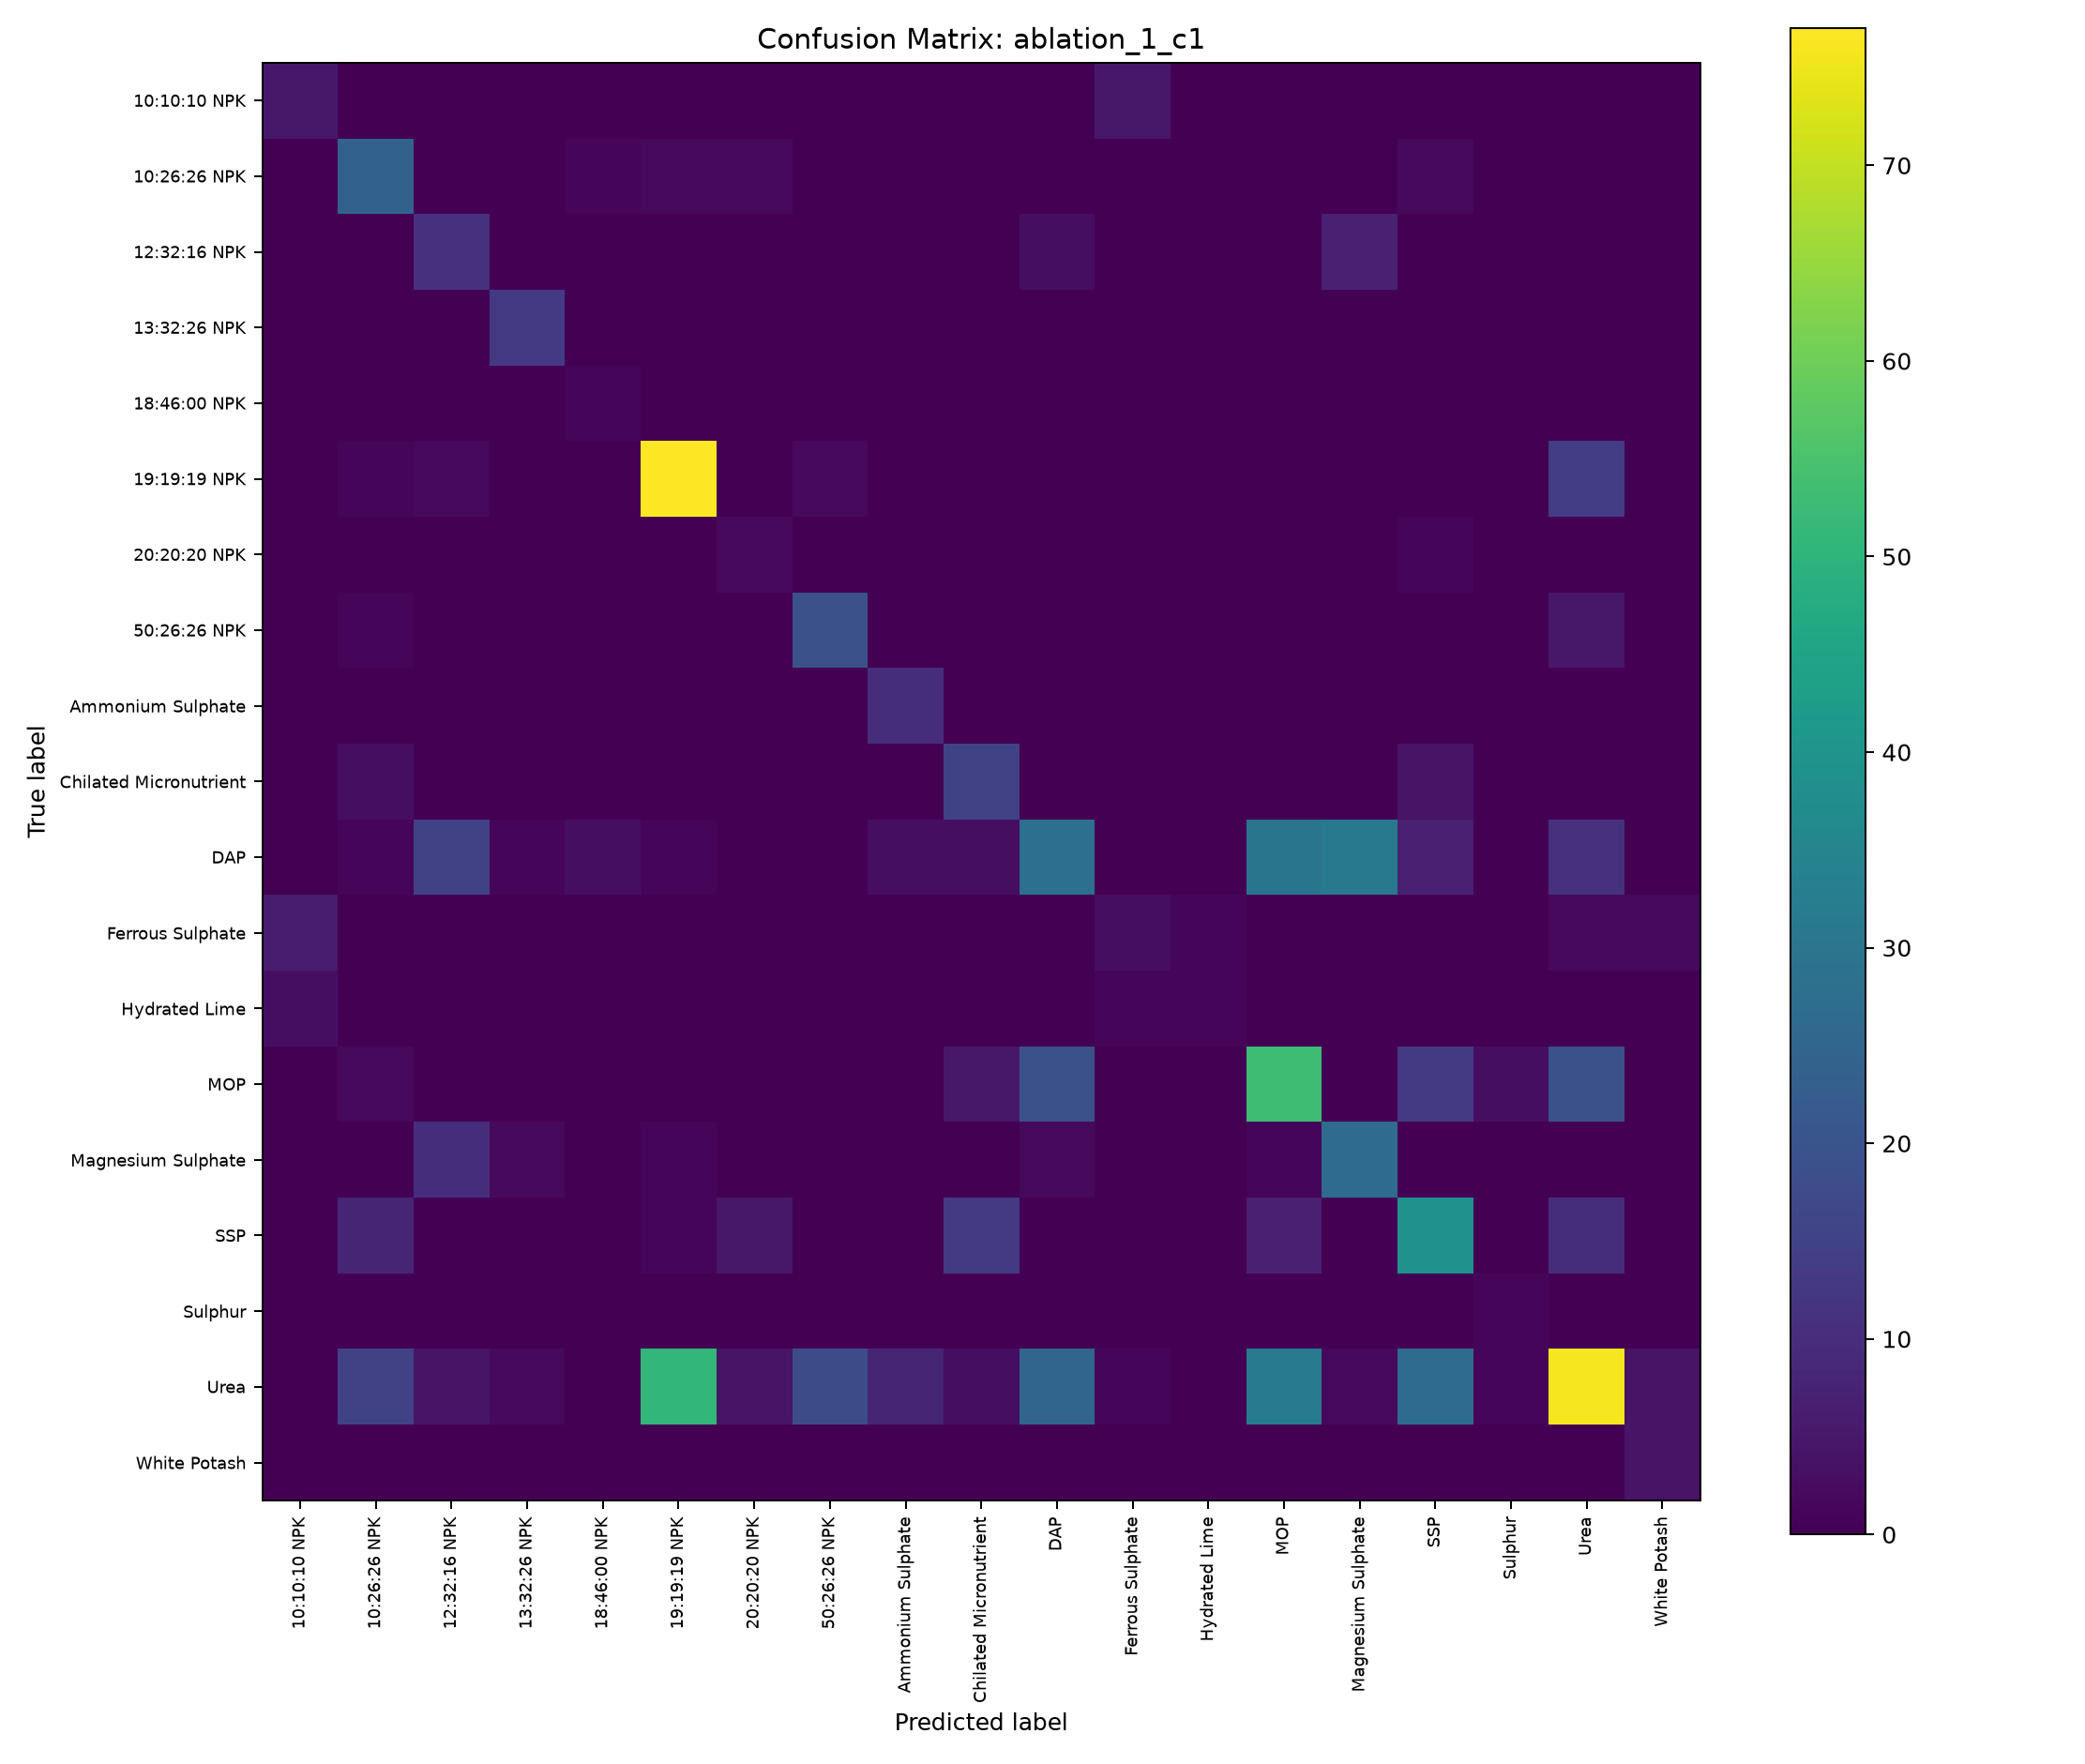 Confusion Matrix: ablation_1_c1
True label
10:10:10 NPK
10:26:26 NPK
12:32:16 NPK
13:32:26 NPK
18:46:00 NPK
19:19:19 NPK
20:20:20 NPK
50:26:26 NPK
Ammonium Sulphate
Chilated Micronutrient
DAP
Ferrous Sulphate
Hydrated Lime
MOP
Magnesium Sulphate
SSP
Sulphur
Urea
White Potash
10:10:10 NPK
10:26:26 NPK
12:32:16 NPK
13:32:26 NPK
18:46:00 NPK
19:19:19 NPK
20:20:20 NPK
50:26:26 NPK
Ammonium Sulphate
Chilated Micronutrient
DAP
Ferrous Sulphate
Hydrated Lime
MOP
Magnesium Sulphate
SSP
Sulphur
Urea
White Potash
Predicted label
70
60
50
40
30
20
10
0